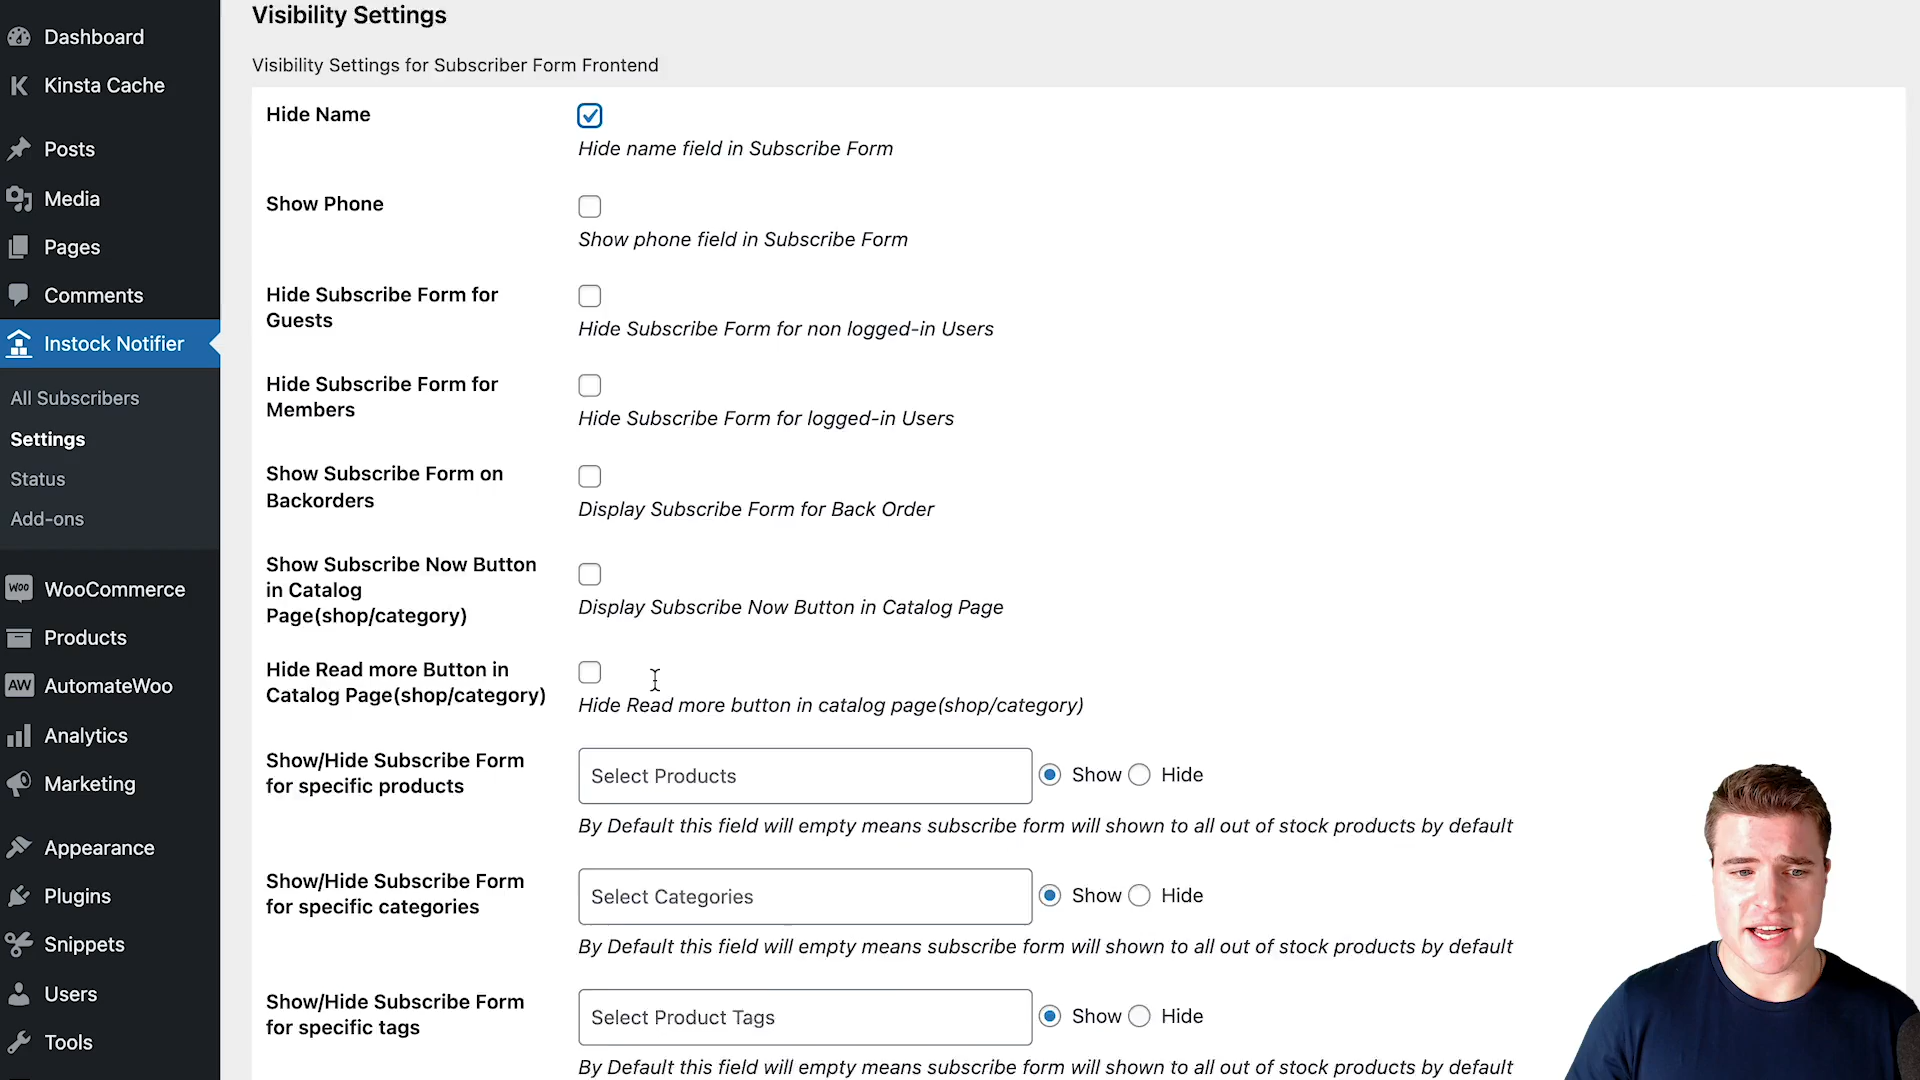 Dashboard
Kinsta Cache
Posts
Media
Pages
Comments
Instock Notifier
All Subscribers
Settings
Status
Add-ons
WOO WooCommerce
Products
AW AutomateWoo
Analytics
Marketing
Appearance
Plugins
Snippets
Users
Tools
Visibility Settings
Visibility Settings for Subscriber Form Frontend
Hide Name
Hide name field in Subscribe Form
Show Phone
Show phone field in Subscribe Form
Hide Subscribe Form for
Guests
Hide Subscribe Form for non logged-in Users
Hide Subscribe Form for
Members
Hide Subscribe Form for logged-in Users
Show Subscribe Form on
Backorders
Display Subscribe Form for Back Order
Show Subscribe Now Button
in Catalog
Page(shop/category)
Display Subscribe Now Button in Catalog Page
Hide Read more Button in
Catalog Page(shop/category)
Hide Read more button in catalog page(shop/category)
Show/Hide Subscribe Form
for specific products
Select Products
Show Hide
By Default this field will empty means subscribe form will shown to all out of stock products by default
Show/Hide Subscribe Form
for specific categories
Select Categories
Show Hide
By Default this field will empty means subscribe form will shown to all out of stock products by default
Show/Hide Subscribe Form
for specific tags
Select Product Tags
Show Hide
By Default this field will empty means subscribe form will shown to all out of stock products by default